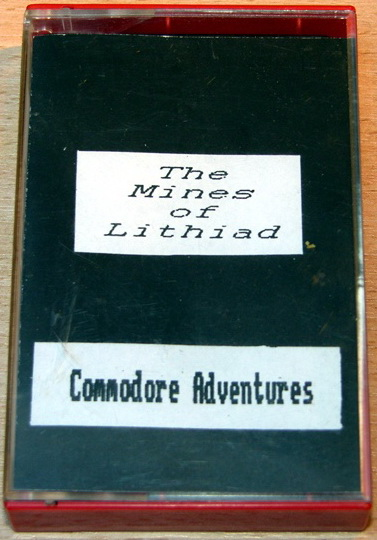 The
Mines
of
Lithiad
Commodore Adventures